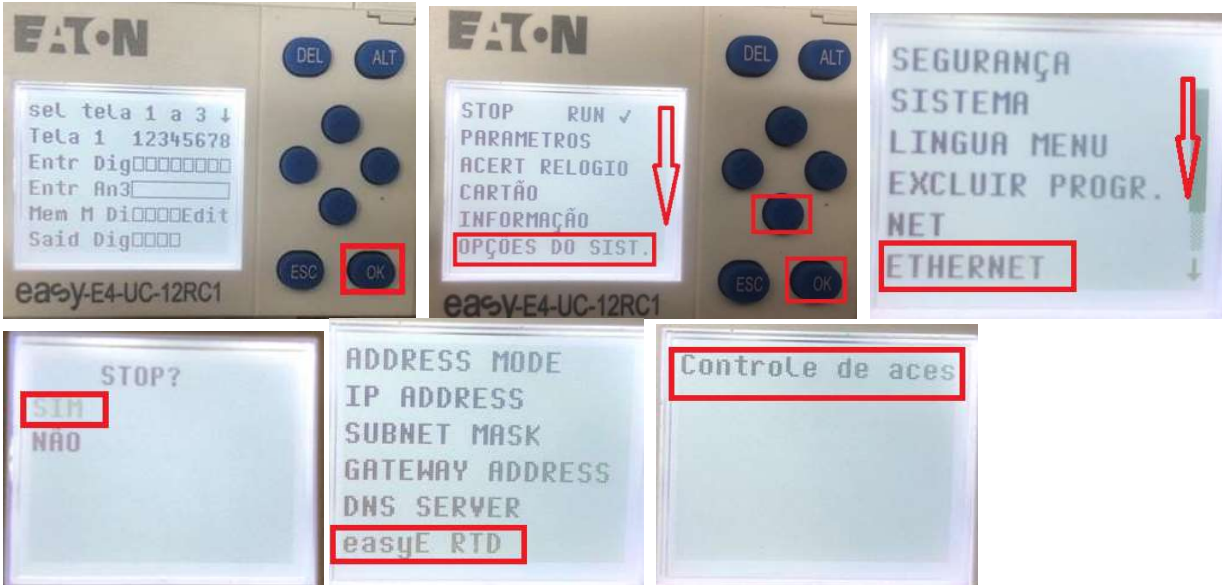 EATON
DEL ALT
sel tela 1 a 3 ↓
Tela 1 12345678
Entr Dig□□□□□□□□
Entr An3
Mem M Di□□□□Edit
Said Dig□□□□
ESC OK
easy-E4-UC-12RC1
EATON
DEL ALT
STOP RUN ✓
PARAMETROS
ACERT RELOGIO
CARTÃO
INFORMAÇÃO
OPÇOES DO SIST.
ESC OK
easy-E4-UC-12RC1
SEGURANÇA
SISTEMA
LINGUA MENU
EXCLUIR PROGR.
NET
ETHERNET
STOP?
SIM
NÃO
ADDRESS MODE
IP ADDRESS
SUBNET MASK
GATEWAY ADDRESS
DNS SERVER
easyE RTD
Controle de aces